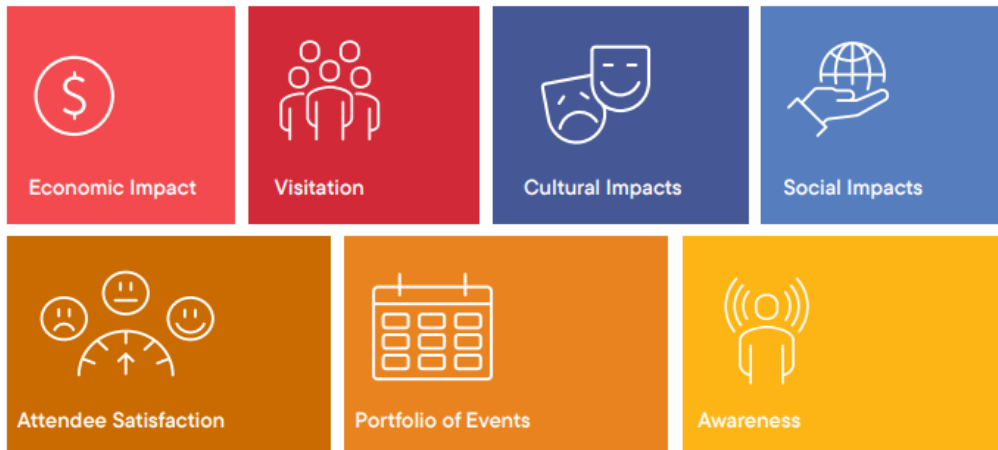 Economic Impact
Visitation
Cultural Impacts
Social Impacts
Attendee Satisfaction
Portfolio of Events
Awareness